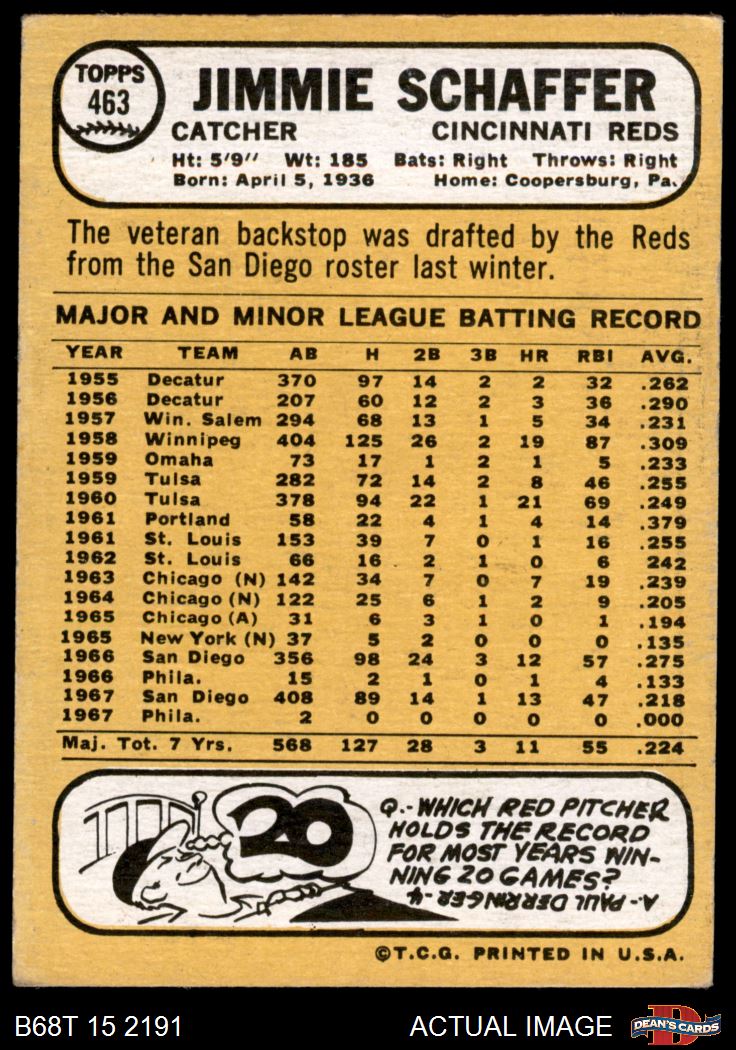 TOPPS
463
JIMMIE SCHAFFER
CATCHER CINCINNATI REDS
Ht: 5'9" Wt: 185 Bats: Right Throws: Right
Born: April 5, 1936 Home: Coopersburg, Pa.
The veteran backstop was drafted by the Reds
from the San Diego roster last winter.
MAJOR AND MINOR LEAGUE BATTING RECORD
YEAR TEAM AB H 2B 3B HR RBI AVG.
1955 Decatur 370 97 14 2 2 32 .262
1956 Decatur 207 60 12 2 3 36 .290
1957 Win. Salem 294 68 13 1 5 34 .231
1958 Winnipeg 404 125 26 2 19 87 .309
1959 Omaha 73 17 1 2 1 5 .233
1959 Tulsa 282 72 14 2 8 46 .255
1960 Tulsa 378 94 22 1 21 69 .249
1961 Portland 58 22 4 1 4 14 .379
1961 St. Louis 153 39 7 0 1 16 .255
1962 St. Louis 66 16 2 1 0 6 .242
1963 Chicago (N) 142 34 7 0 7 19 .239
1964 Chicago (N) 122 25 6 1 2 9 .205
1965 Chicago (A) 31 6 3 1 0 1 .194
1965 New York (N) 37 5 2 0 0 0 .135
1966 San Diego 356 98 24 3 12 57 .275
1966 Phila. 15 2 1 0 1 4 .133
1967 San Diego 408 89 14 1 13 47 .218
1967 Phila. 2 0 0 0 0 0 .000
Maj. Tot. 7 Yrs. 568 127 28 3 11 55 .224
20
Q.- WHICH RED PITCHER
HOLDS THE RECORD
FOR MOST YEARS WIN-
NING 20 GAMES?
A- PAUL DERRINGER-4
©T.C.G. PRINTED IN U.S.A.
B68T 15 2191 ACTUAL IMAGE D DEAN'S CARDS